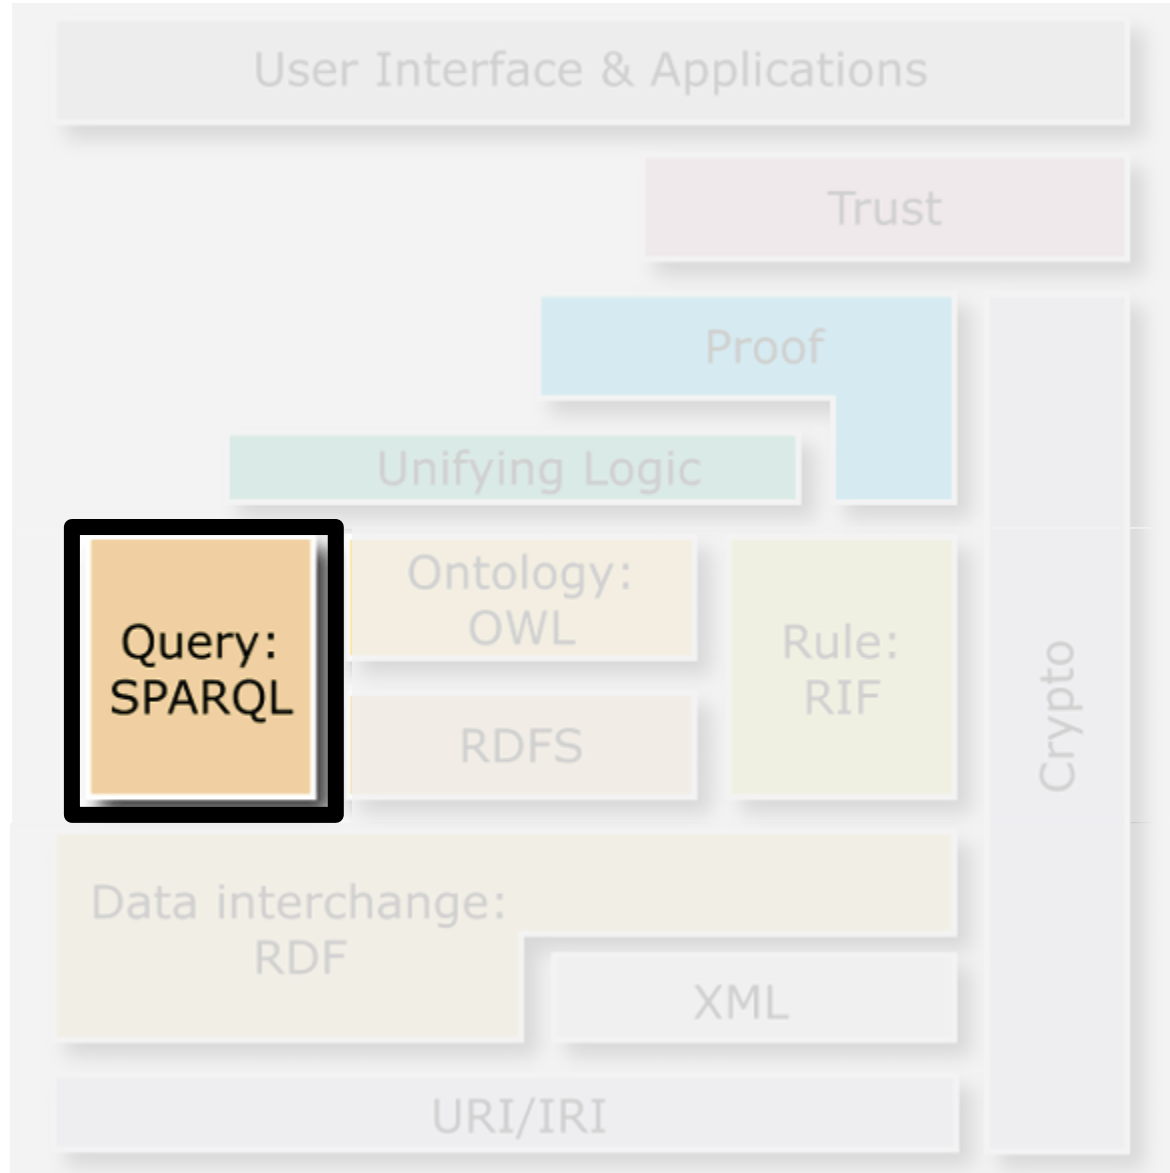 User Interface & Applications
Trust
Proof
Unifying Logic
Query:
SPARQL
Ontology:
OWL
RDFS
Rule:
RIF
Crypto
Data interchange:
RDF
XML
URI/IRI